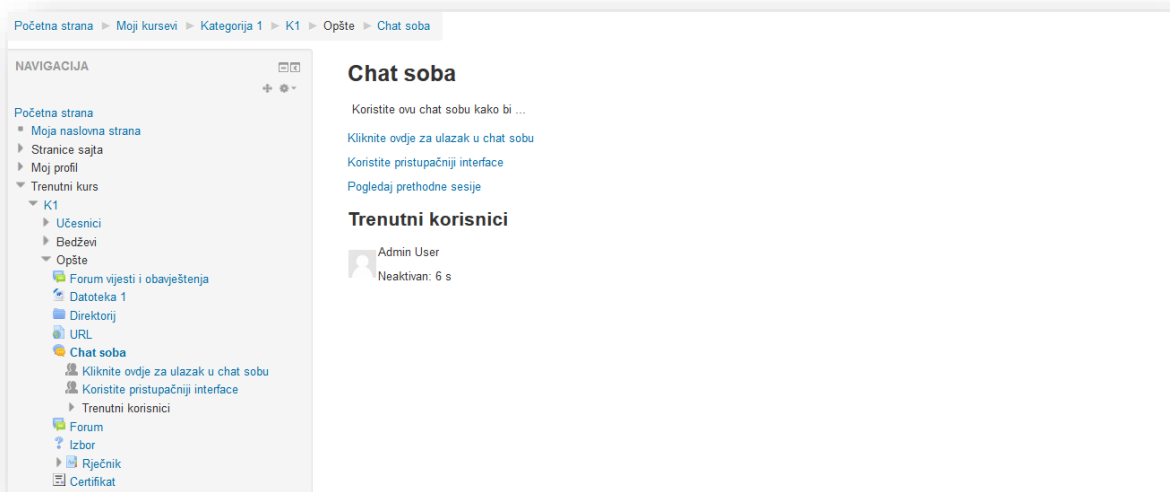 Početna strana Moji kursevi Kategorija 1 K1 Opšte Chat soba
NAVIGACIJA
Početna strana
Moja naslovna strana
Stranice sajta
Moj profil
Trenutni kurs
K1
Učesnici
Bedževi
Opšte
Forum vijesti i obavještenja
Datoteka 1
Direktorij
URL
Chat soba
Kliknite ovdje za ulazak u chat sobu
Koristite pristupačniji interface
Trenutni korisnici
Forum
Izbor
Rječnik
Certifikat
Chat soba
Koristite ovu chat sobu kako bi ...
Kliknite ovdje za ulazak u chat sobu
Koristite pristupačniji interface
Pogledaj prethodne sesije
Trenutni korisnici
Admin User
Neaktivan: 6 s